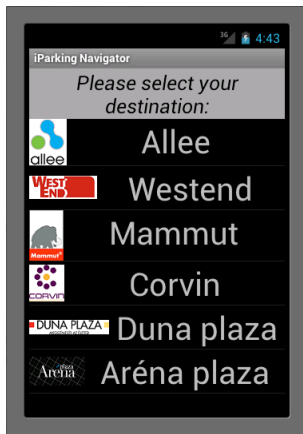 3G 4:43
iParking Navigator
Please select your
destination:
allee Allee
WEST
END Westend
Mammut® Mammut
CORVIN Corvin
DUNA PLAZA Duna plaza
plaza
Arena Aréna plaza